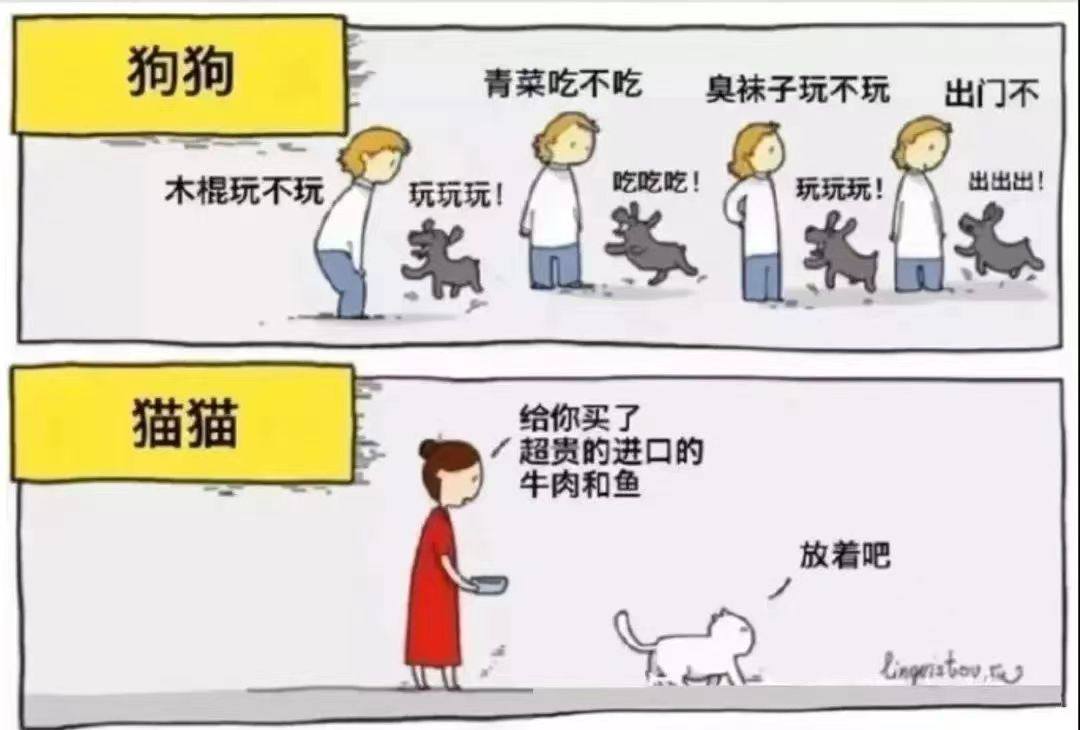 狗狗
木棍玩不玩
玩玩玩！
青菜吃不吃
吃吃吃！
臭袜子玩不玩
玩玩玩！
出门不
出出出！
猫猫
给你买了
超贵的进口的
牛肉和鱼
放着吧
lingvistov.ru